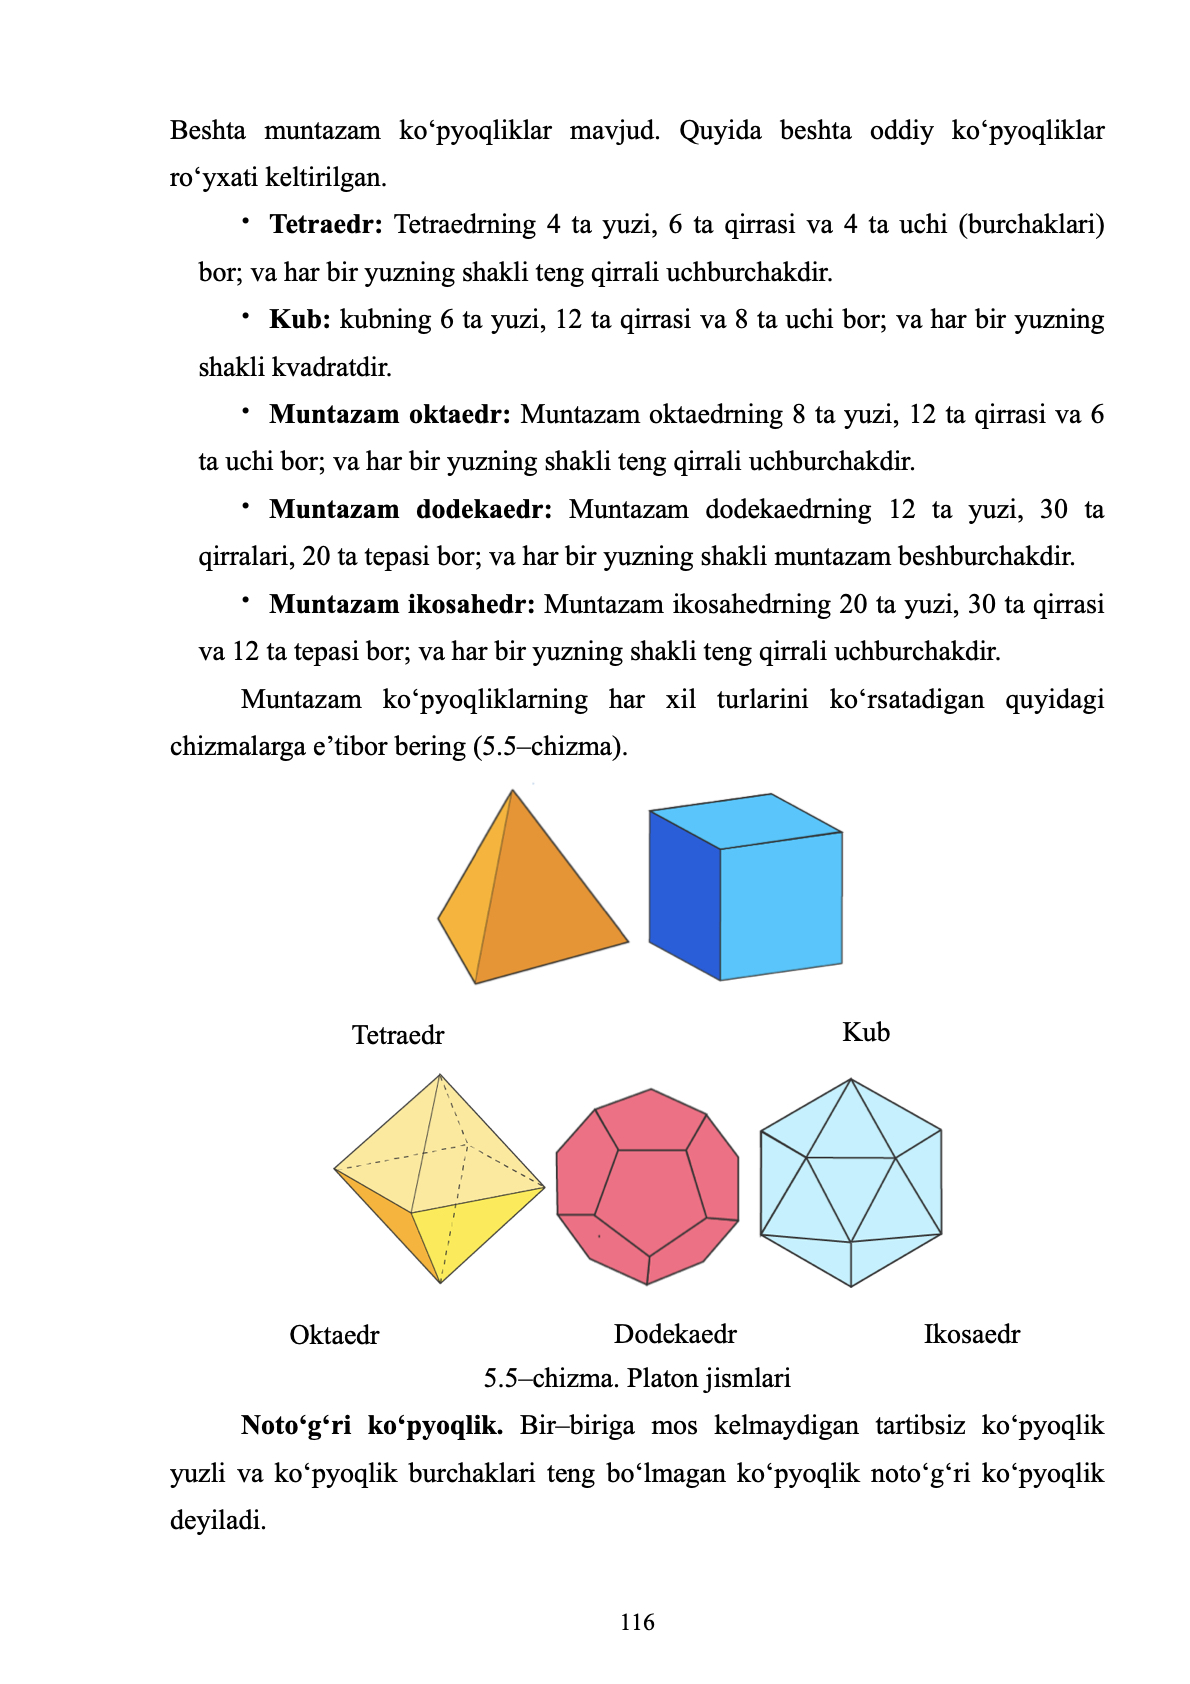 Beshta muntazam ko‘pyoqliklar mavjud. Quyida beshta oddiy ko‘pyoqliklar
ro‘yxati keltirilgan.
• Tetraedr: Tetraedrning 4 ta yuzi, 6 ta qirrasi va 4 ta uchi (burchaklari)
bor; va har bir yuzning shakli teng qirrali uchburchakdir.
• Kub: kubning 6 ta yuzi, 12 ta qirrasi va 8 ta uchi bor; va har bir yuzning
shakli kvadratdir.
• Muntazam oktaedr: Muntazam oktaedrning 8 ta yuzi, 12 ta qirrasi va 6
ta uchi bor; va har bir yuzning shakli teng qirrali uchburchakdir.
• Muntazam dodekaedr: Muntazam dodekaedrning 12 ta yuzi, 30 ta
qirralari, 20 ta tepasi bor; va har bir yuzning shakli muntazam beshburchakdir.
• Muntazam ikosahedr: Muntazam ikosahedrning 20 ta yuzi, 30 ta qirrasi
va 12 ta tepasi bor; va har bir yuzning shakli teng qirrali uchburchakdir.
Muntazam ko‘pyoqliklarning har xil turlarini ko‘rsatadigan quyidagi
chizmalarga e’tibor bering (5.5–chizma).
Tetraedr Kub
Oktaedr Dodekaedr Ikosaedr
5.5–chizma. Platon jismlari
Noto‘g‘ri ko‘pyoqlik. Bir–biriga mos kelmaydigan tartibsiz ko‘pyoqlik
yuzli va ko‘pyoqlik burchaklari teng bo‘lmagan ko‘pyoqlik noto‘g‘ri ko‘pyoqlik
deyiladi.
116